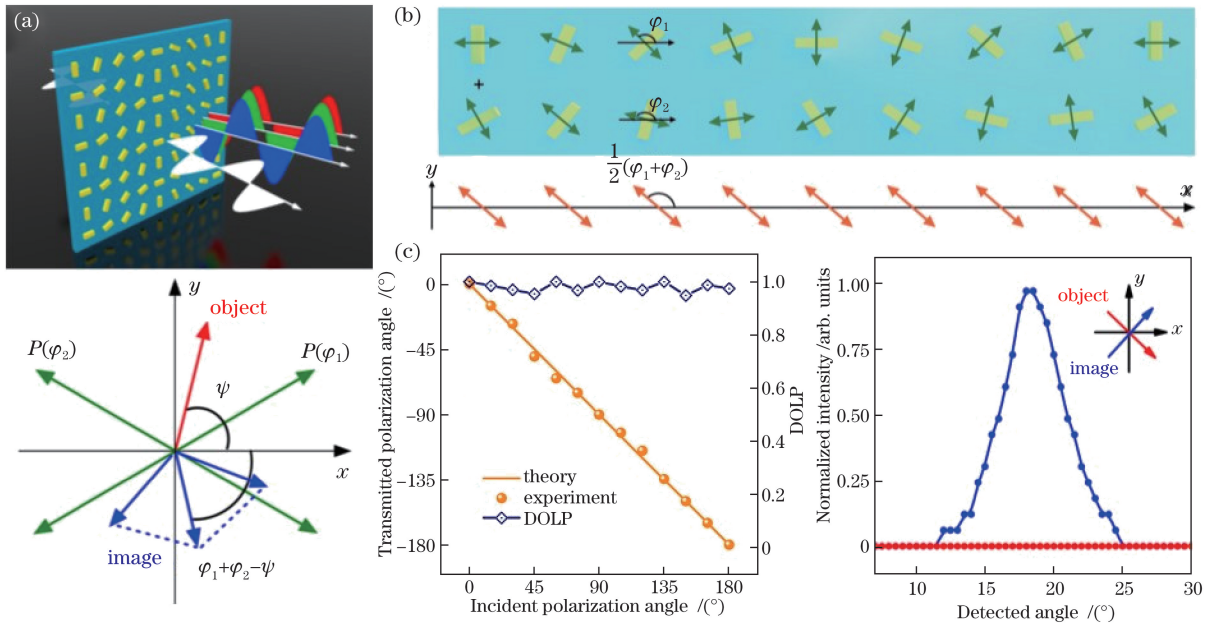 (a)
(b)
φ₁
φ₂
y
½(φ₁+φ₂)
x
y
object
P(φ₂)
P(φ₁)
ψ
x
image
φ₁+φ₂−ψ
(c)
Transmitted polarization angle /(°)
0
−45
−90
−135
−180
theory
experiment
DOLP
1.0
0.8
0.6
0.4
0.2
0
DOLP
0
45
90
135
180
Incident polarization angle /(°)
Normalized intensity /arb. units
1.00
0.75
0.50
0.25
0
object
y
x
image
10
15
20
25
30
Detected angle /(°)